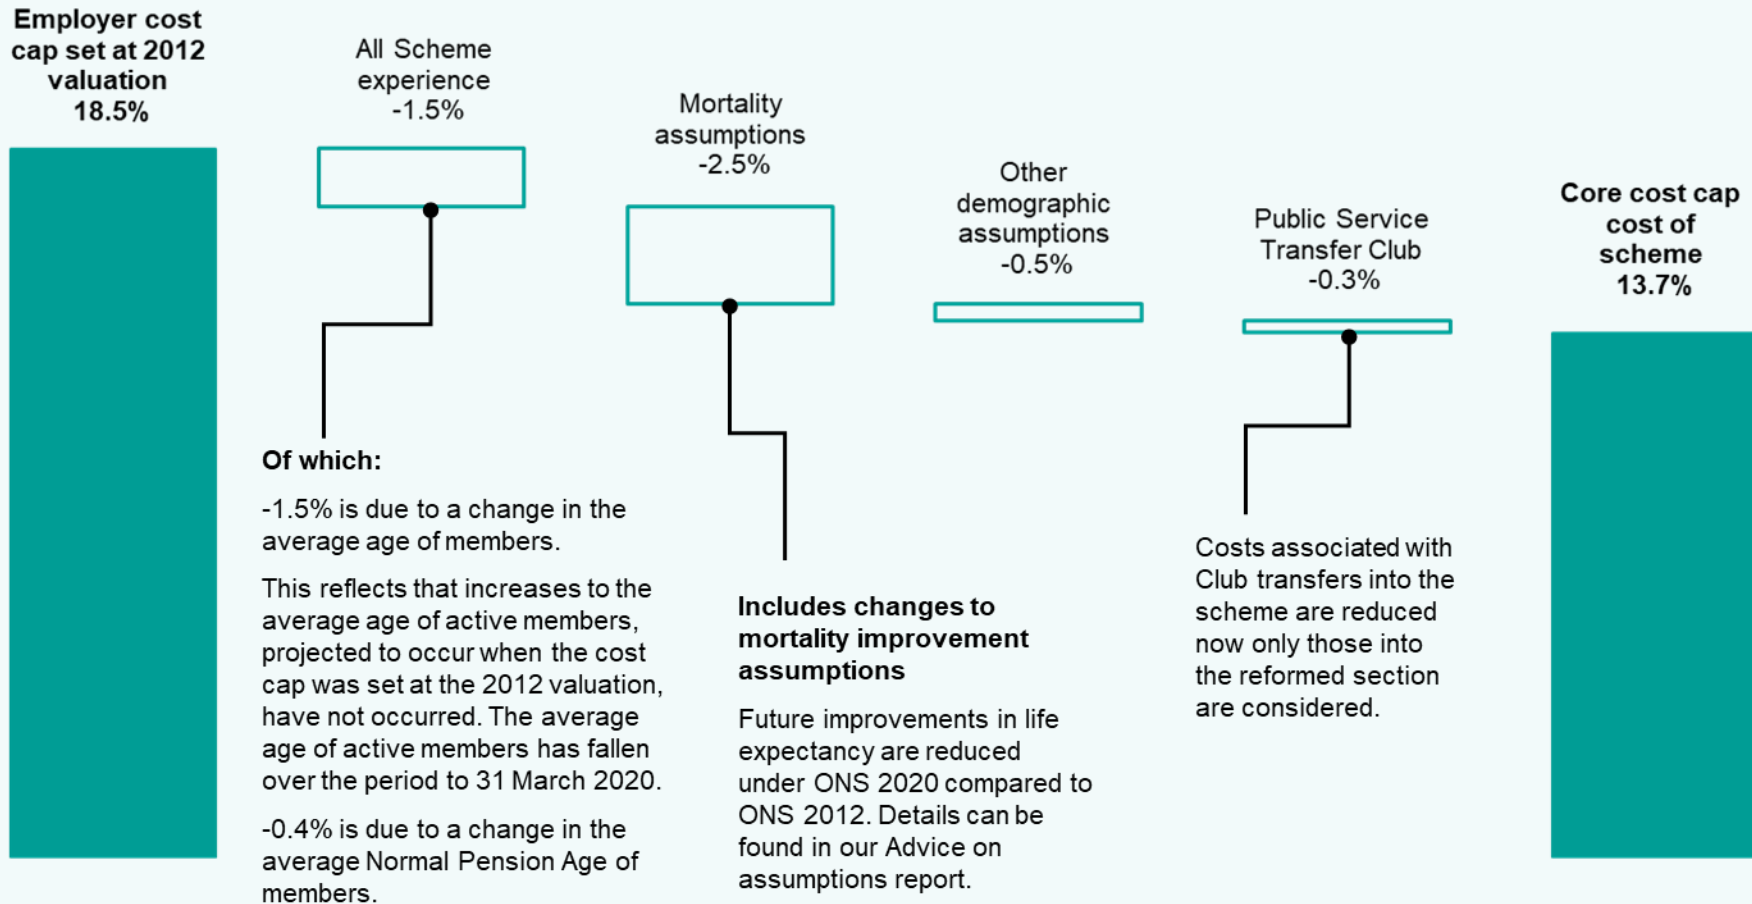 Employer cost
cap set at 2012
valuation
18.5%
All Scheme
experience
-1.5%
Mortality
assumptions
-2.5%
Other
demographic
assumptions
-0.5%
Public Service
Transfer Club
-0.3%
Core cost cap
cost of
scheme
13.7%
Of which:
-1.5% is due to a change in the
average age of members.
This reflects that increases to the
average age of active members,
projected to occur when the cost
cap was set at the 2012 valuation,
have not occurred. The average
age of active members has fallen
over the period to 31 March 2020.
-0.4% is due to a change in the
average Normal Pension Age of
members.
Includes changes to
mortality improvement
assumptions
Future improvements in life
expectancy are reduced
under ONS 2020 compared to
ONS 2012. Details can be
found in our Advice on
assumptions report.
Costs associated with
Club transfers into the
scheme are reduced
now only those into
the reformed section
are considered.